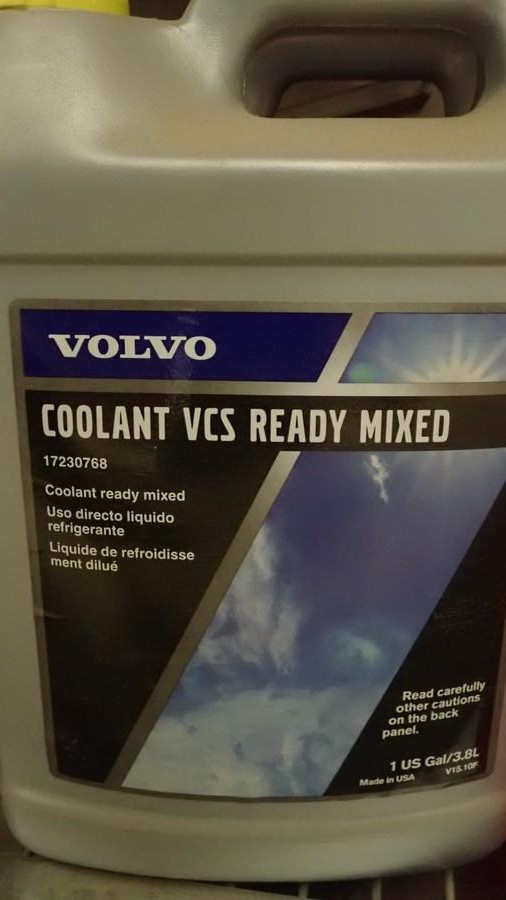 VOLVO
COOLANT VCS READY MIXED
17230768
Coolant ready mixed
Uso directo liquido
refrigerante
Liquide de refroidisse
ment dilué
Read carefully
other cautions
on the back
panel.
1 US Gal/3.8L
Made in USA V15.10F